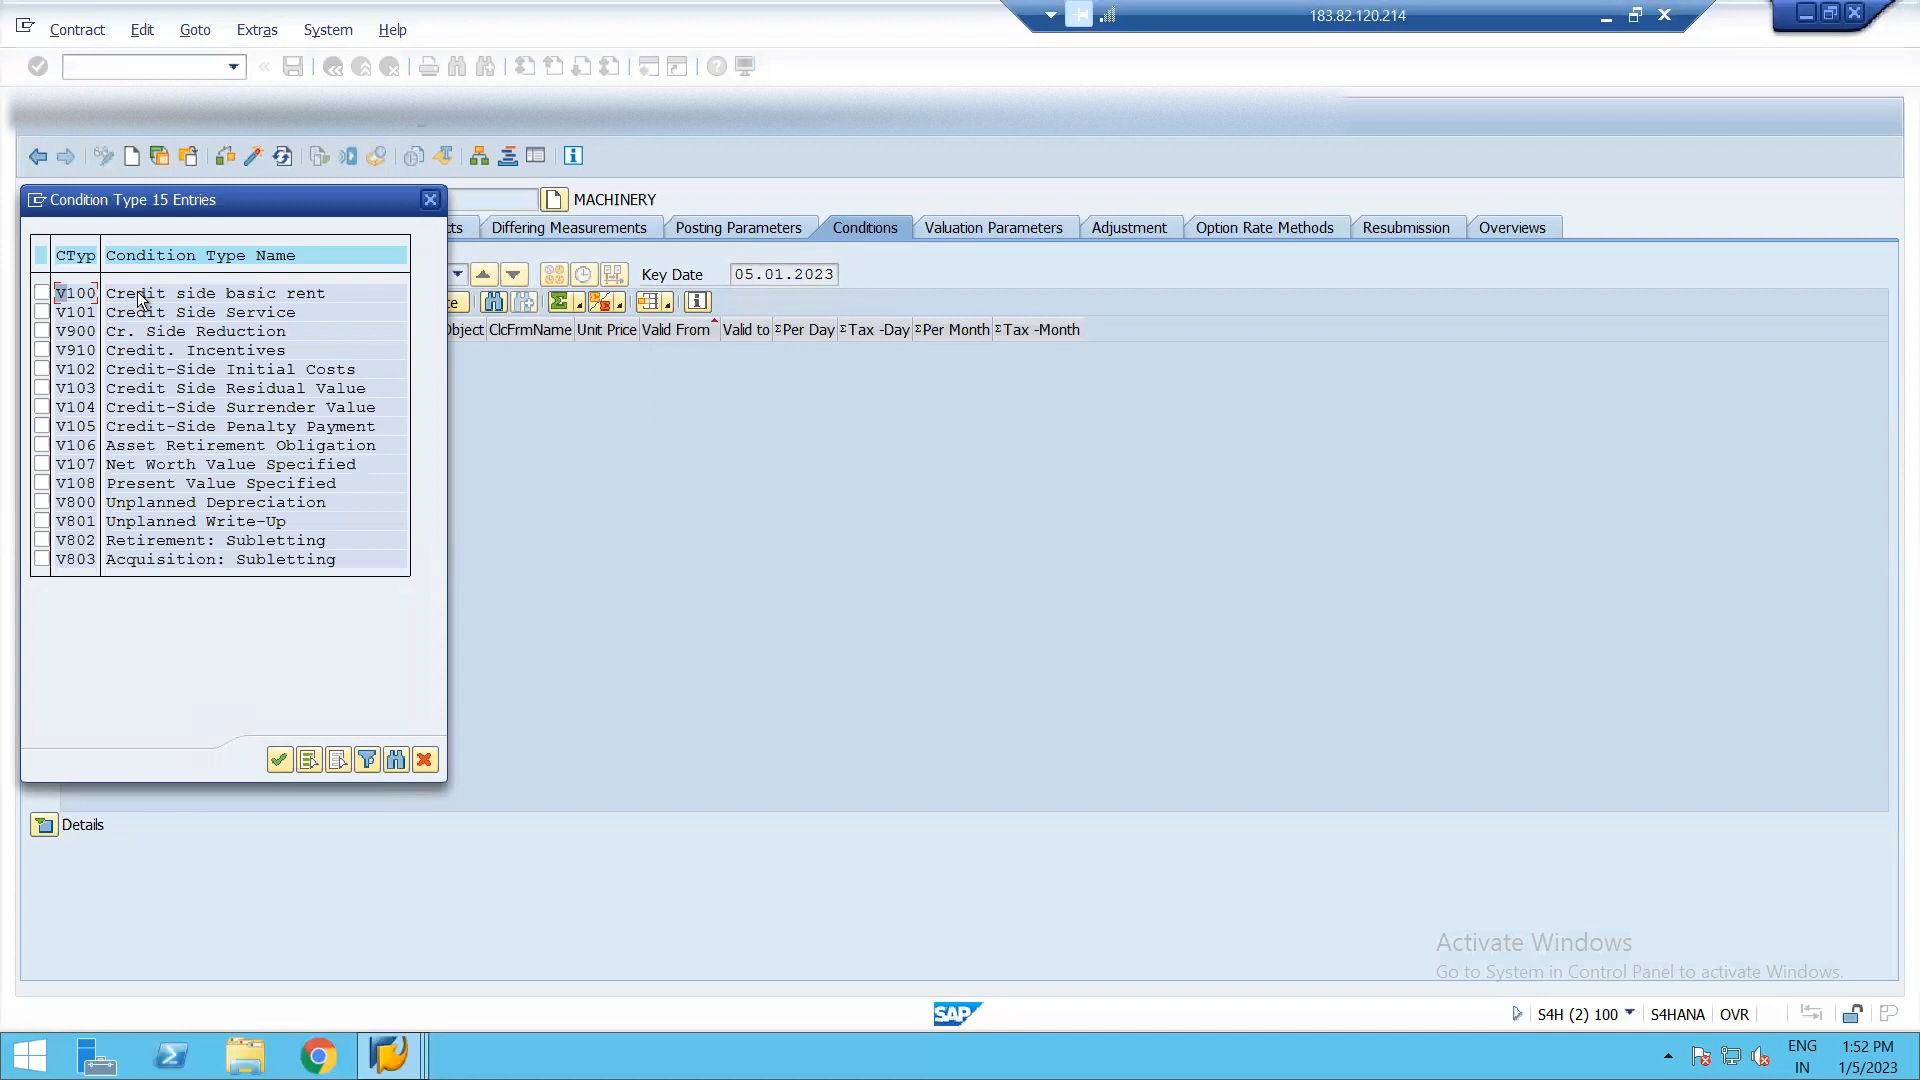 183.82.120.214
Contract Edit Goto Extras System Help
Condition Type 15 Entries
MACHINERY
cts Differing Measurements Posting Parameters Conditions Valuation Parameters Adjustment Option Rate Methods Resubmission Overviews
CTyp Condition Type Name
Key Date 05.01.2023
V100 Credit side basic rent
te
V101 Credit Side Service
V900 Cr. Side Reduction
Object ClcFrmName Unit Price Valid From Valid to ΣPer Day ΣTax -Day ΣPer Month ΣTax -Month
V910 Credit. Incentives
V102 Credit-Side Initial Costs
V103 Credit Side Residual Value
V104 Credit-Side Surrender Value
V105 Credit-Side Penalty Payment
V106 Asset Retirement Obligation
V107 Net Worth Value Specified
V108 Present Value Specified
V800 Unplanned Depreciation
V801 Unplanned Write-Up
V802 Retirement: Subletting
V803 Acquisition: Subletting
Details
Activate Windows
Go to System in Control Panel to activate Windows.
SAP
S4H (2) 100 S4HANA OVR
ENG
IN
1:52 PM
1/5/2023